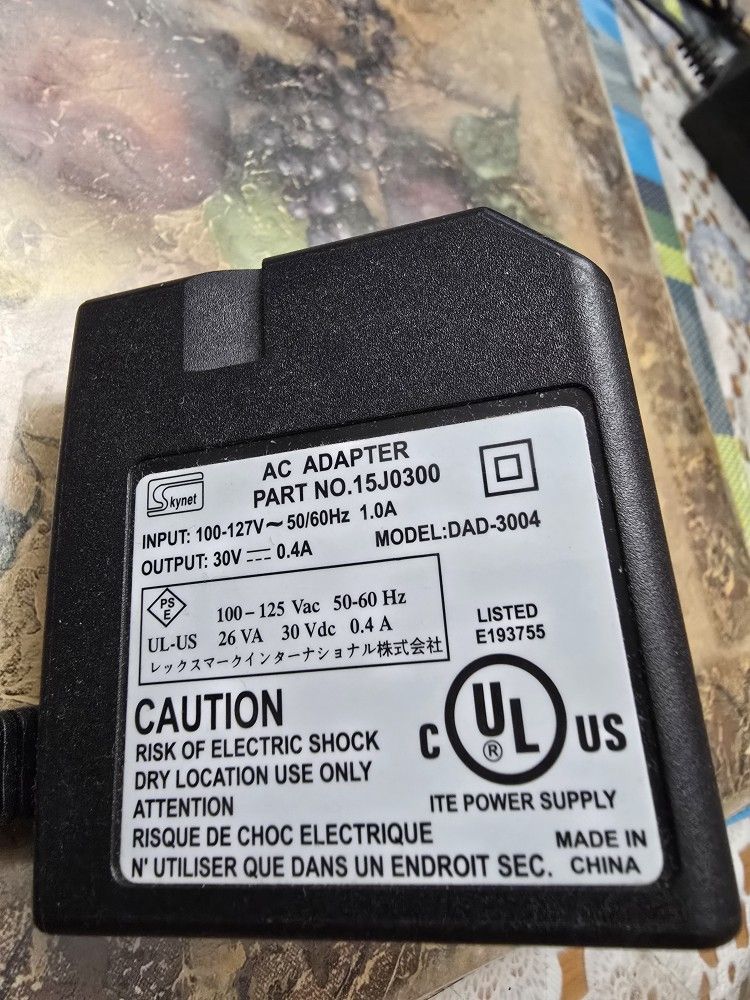 Skynet
AC ADAPTER
PART NO.15J0300
INPUT: 100-127V~50/60Hz 1.0A
OUTPUT: 30V ⎓ 0.4A
MODEL:DAD-3004
PS
E
100-125 Vac 50-60 Hz
UL-US 26 VA 30 Vdc 0.4 A
レックスマークインターナショナル株式会社
LISTED
E193755
C UL US
®
ITE POWER SUPPLY
CAUTION
RISK OF ELECTRIC SHOCK
DRY LOCATION USE ONLY
ATTENTION
RISQUE DE CHOC ELECTRIQUE
N' UTILISER QUE DANS UN ENDROIT SEC.
MADE IN
CHINA